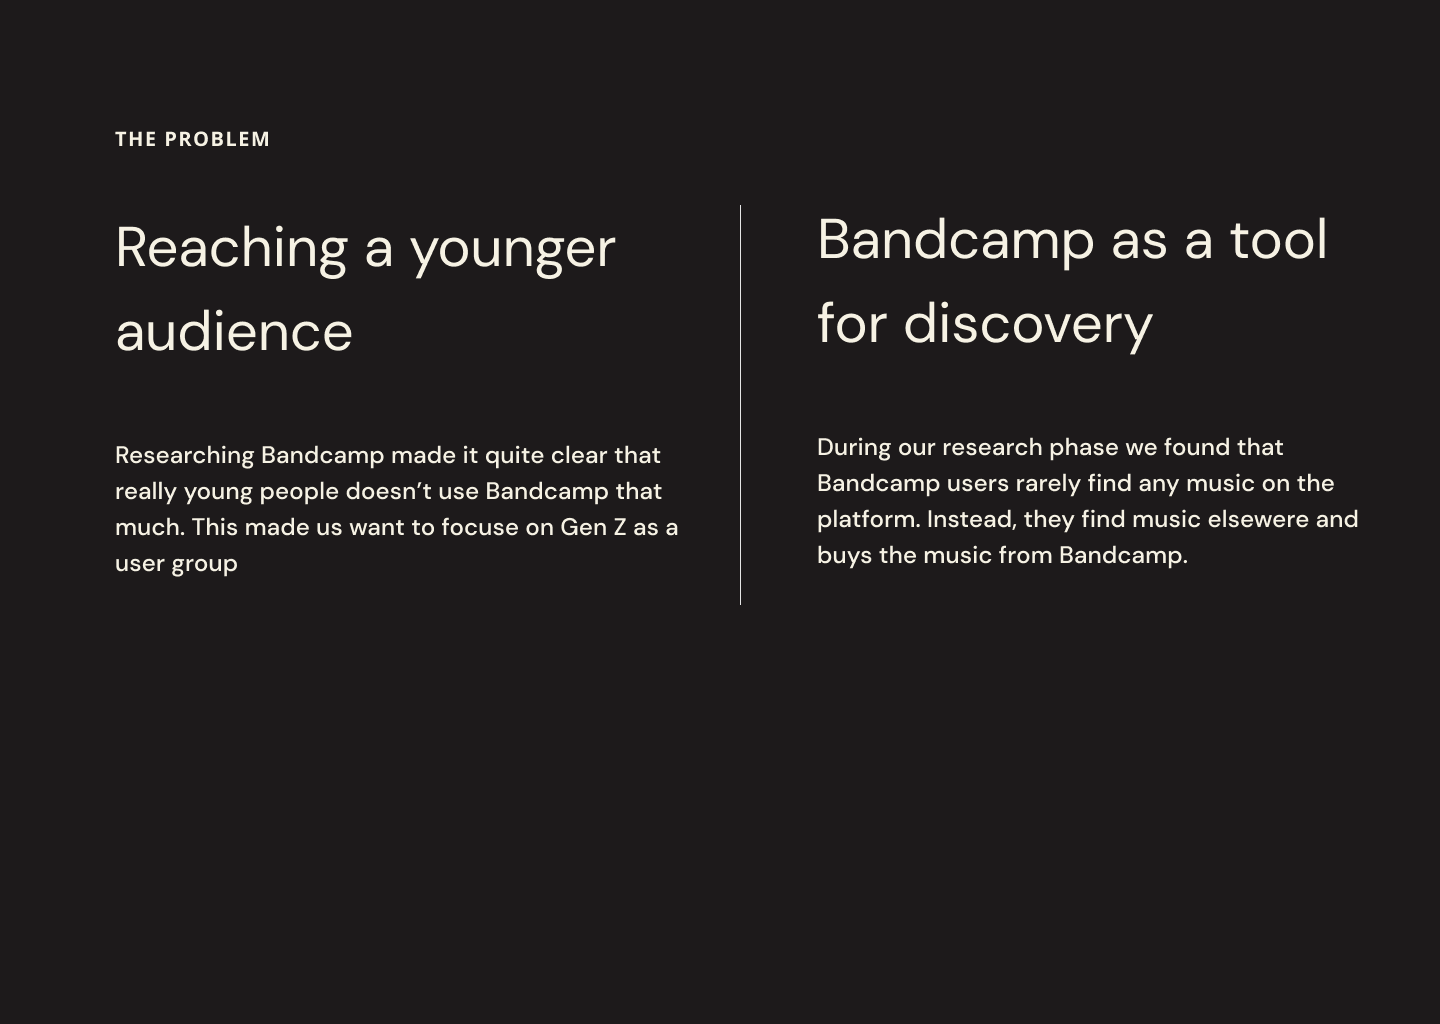 THE PROBLEM
Reaching a younger
audience
Researching Bandcamp made it quite clear that
really young people doesn’t use Bandcamp that
much. This made us want to focuse on Gen Z as a
user group
Bandcamp as a tool
for discovery
During our research phase we found that
Bandcamp users rarely find any music on the
platform. Instead, they find music elsewere and
buys the music from Bandcamp.